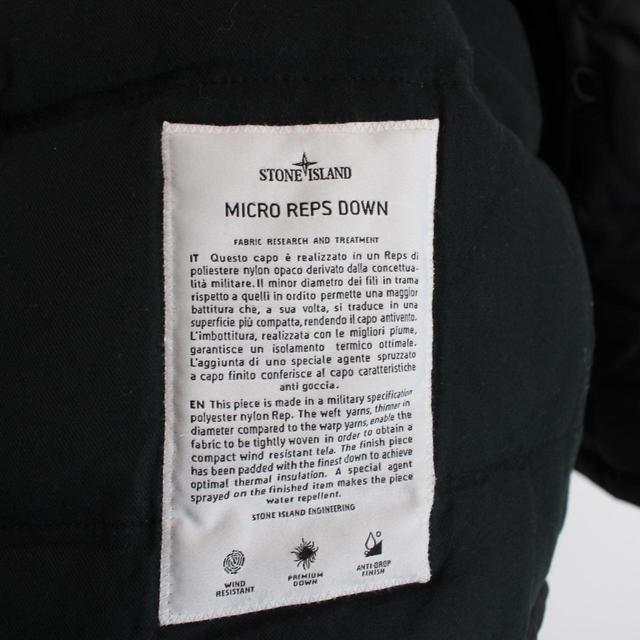 STONE ISLAND
MICRO REPS DOWN
FABRIC RESEARCH AND TREATMENT
IT Questo capo è realizzato in un Reps di
poliestere nylon opaco derivato dalla concettua-
lità militare. Il minor diametro dei fili in trama
rispetto a quelli in ordito permette una maggior
battitura che, a sua volta, si traduce in una
superficie più compatta, rendendo il capo antivento.
L'imbottitura, realizzata con le migliori piume,
garantisce un isolamento termico ottimale.
L'aggiunta di uno speciale agente spruzzato
a capo finito conferisce al capo caratteristiche
anti goccia.
EN This piece is made in a military specification
polyester nylon Rep. The weft yarns, thinner in
diameter compared to the warp yarns, enable the
fabric to be tightly woven in order to obtain a
compact wind resistant tela. The finish piece
has been padded with the finest down to achieve
optimal thermal insulation. A special agent
sprayed on the finished item makes the piece
water repellent.
STONE ISLAND ENGINEERING
WIND
RESISTANT
PREMIUM
DOWN
ANTI-DROP
FINISH